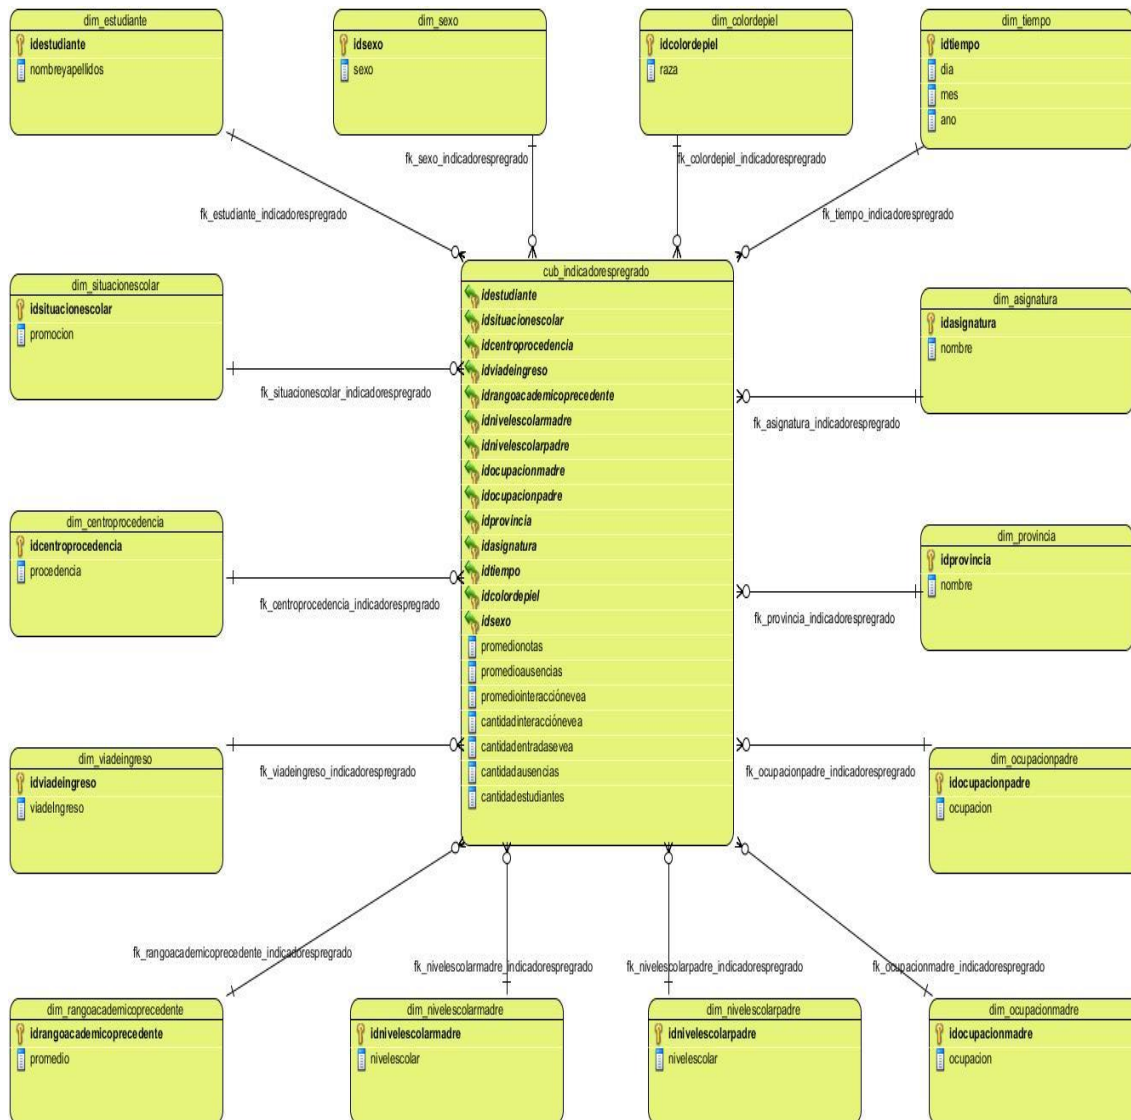 dim_estudiante
idestudiante
nombreyapellidos
dim_sexo
idsexo
sexo
dim_colordepiel
idcolordepiel
raza
dim_tiempo
idtiempo
dia
mes
ano
fk_sexo_indicadorespregrado
fk_colordepiel_indicadorespregrado
fk_estudiante_indicadorespregrado
fk_tiempo_indicadorespregrado
dim_situacionescolar
idsituacionescolar
promocion
fk_situacionescolar_indicadorespregrado
dim_centroprocedencia
idcentroprocedencia
procedencia
fk_centroprocedencia_indicadorespregrado
dim_viadeingreso
idviadeingreso
viadeIngreso
fk_viadeingreso_indicadorespregrado
cub_indicadorespregrado
idestudiante
idsituacionescolar
idcentroprocedencia
idviadeingreso
idrangoacademicoprecedente
idnivelescolarmadre
idnivelescolarpadre
idocupacionmadre
idocupacionpadre
idprovincia
idasignatura
idtiempo
idcolordepiel
idsexo
promedionotas
promedioausencias
promediointeracciónevea
cantidadinteracciónevea
cantidadentradasevea
cantidadausencias
cantidadestudiantes
dim_asignatura
idasignatura
nombre
fk_asignatura_indicadorespregrado
dim_provincia
idprovincia
nombre
fk_provincia_indicadorespregrado
dim_ocupacionpadre
idocupacionpadre
ocupacion
fk_ocupacionpadre_indicadorespregrado
fk_rangoacademicoprecedente_indicadorespregrado
fk_nivelescolarmadre_indicadorespregrado
fk_nivelescolarpadre_indicadorespregrado
fk_ocupacionmadre_indicadorespregrado
dim_rangoacademicoprecedente
idrangoacademicoprecedente
promedio
dim_nivelescolarmadre
idnivelescolarmadre
nivelescolar
dim_nivelescolarpadre
idnivelescolarpadre
nivelescolar
dim_ocupacionmadre
idocupacionmadre
ocupacion